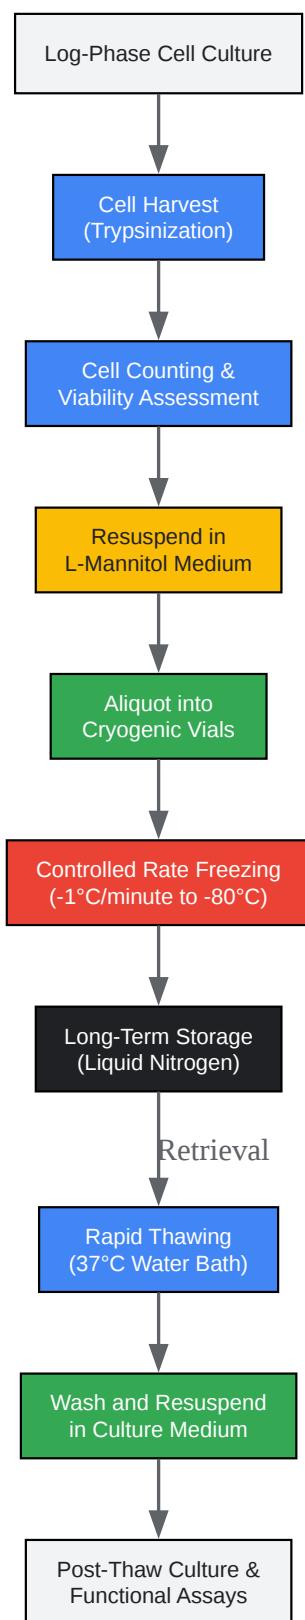 Log-Phase Cell Culture
Cell Harvest
(Trypsinization)
Cell Counting &
Viability Assessment
Resuspend in
L-Mannitol Medium
Aliquot into
Cryogenic Vials
Controlled Rate Freezing
(-1°C/minute to -80°C)
Long-Term Storage
(Liquid Nitrogen)
Retrieval
Rapid Thawing
(37°C Water Bath)
Wash and Resuspend
in Culture Medium
Post-Thaw Culture &
Functional Assays